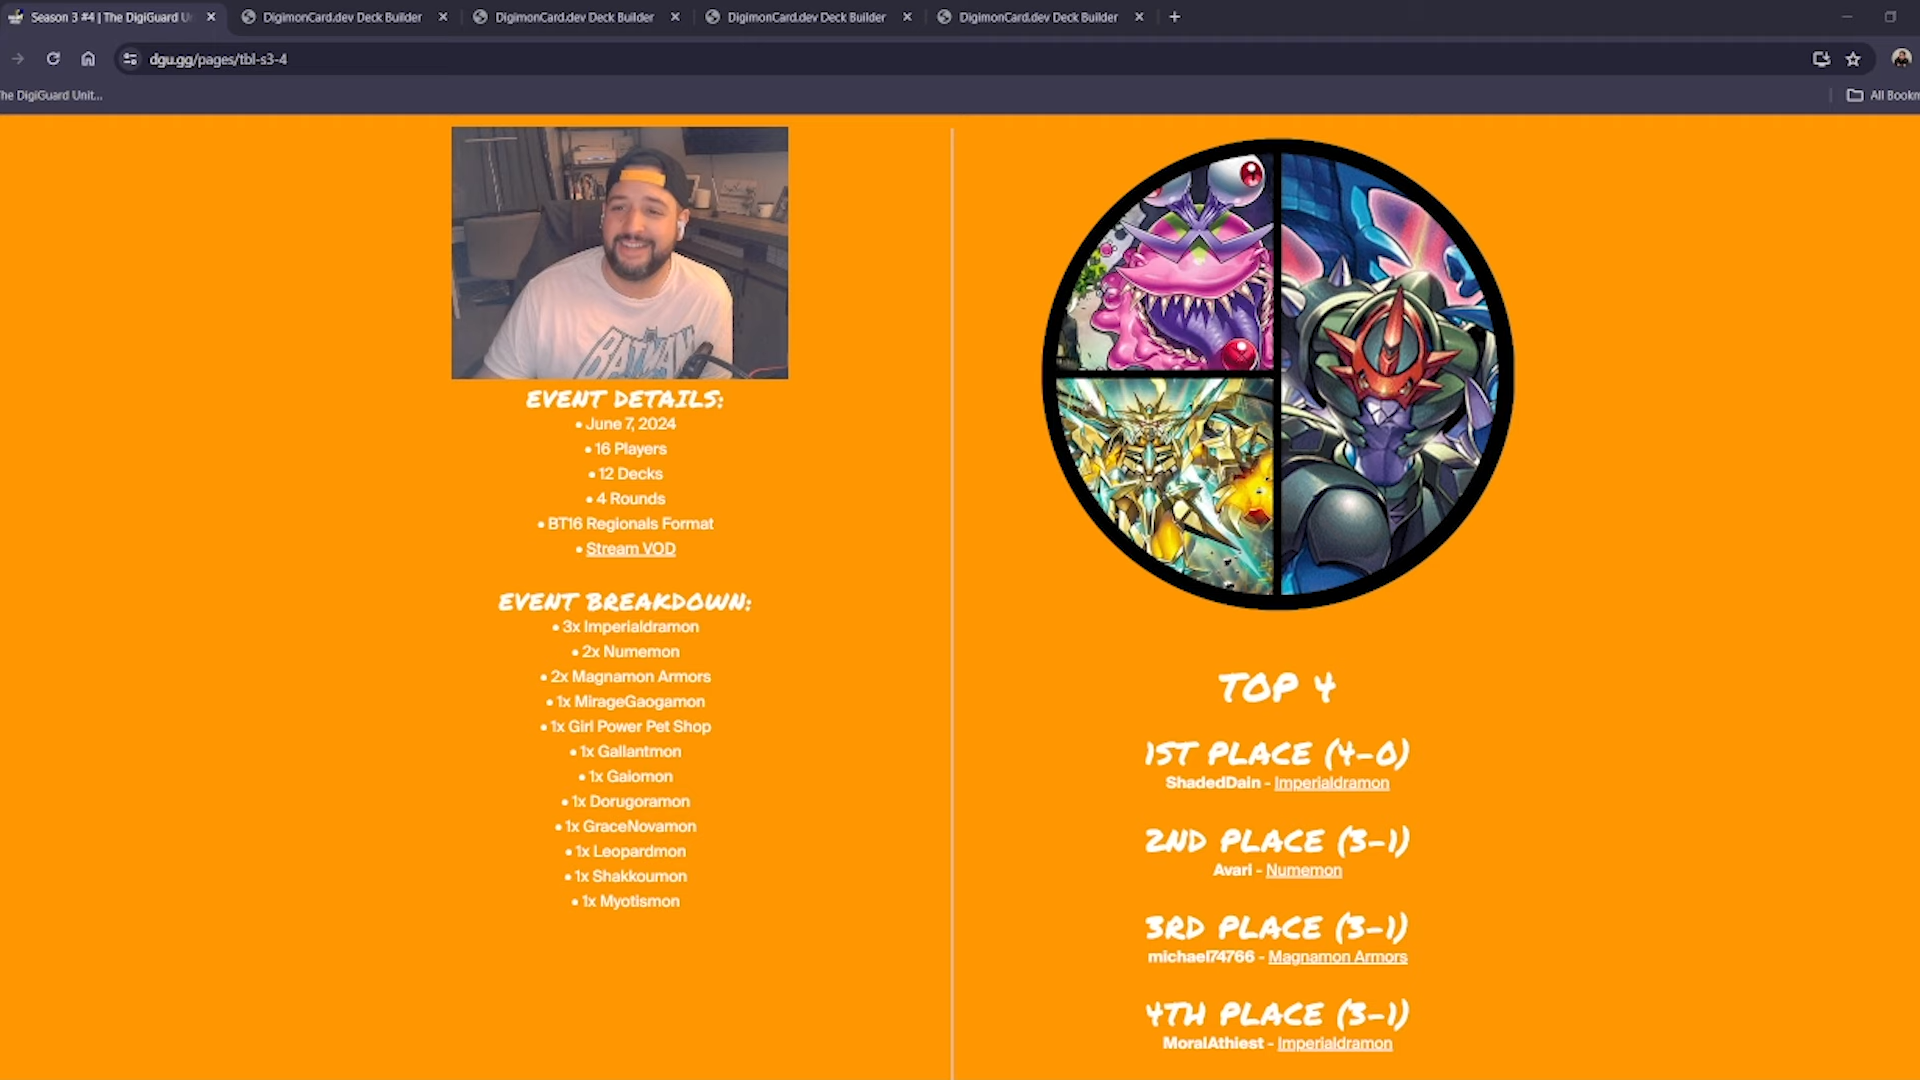 Season 3 #4 | The DigiGuard U
DigimonCard.dev Deck Builder
DigimonCard.dev Deck Builder
DigimonCard.dev Deck Builder
DigimonCard.dev Deck Builder
dgu.gg/pages/tbl-s3-4
he DigiGuard Unit...
All Bookm
BATMAN
EVENT DETAILS:
• June 7, 2024
• 16 Players
• 12 Decks
• 4 Rounds
• BT16 Regionals Format
• Stream VOD
EVENT BREAKDOWN:
• 3x Imperialdramon
• 2x Numemon
• 2x Magnamon Armors
• 1x MirageGaogamon
• 1x Girl Power Pet Shop
• 1x Gallantmon
• 1x Gaiomon
• 1x Dorugoramon
• 1x GraceNovamon
• 1x Leopardmon
• 1x Shakkoumon
• 1x Myotismon
TOP 4
1ST PLACE (4-0)
ShadedDain - Imperialdramon
2ND PLACE (3-1)
Avari - Numemon
3RD PLACE (3-1)
michael74766 - Magnamon Armors
4TH PLACE (3-1)
MoralAthiest - Imperialdramon